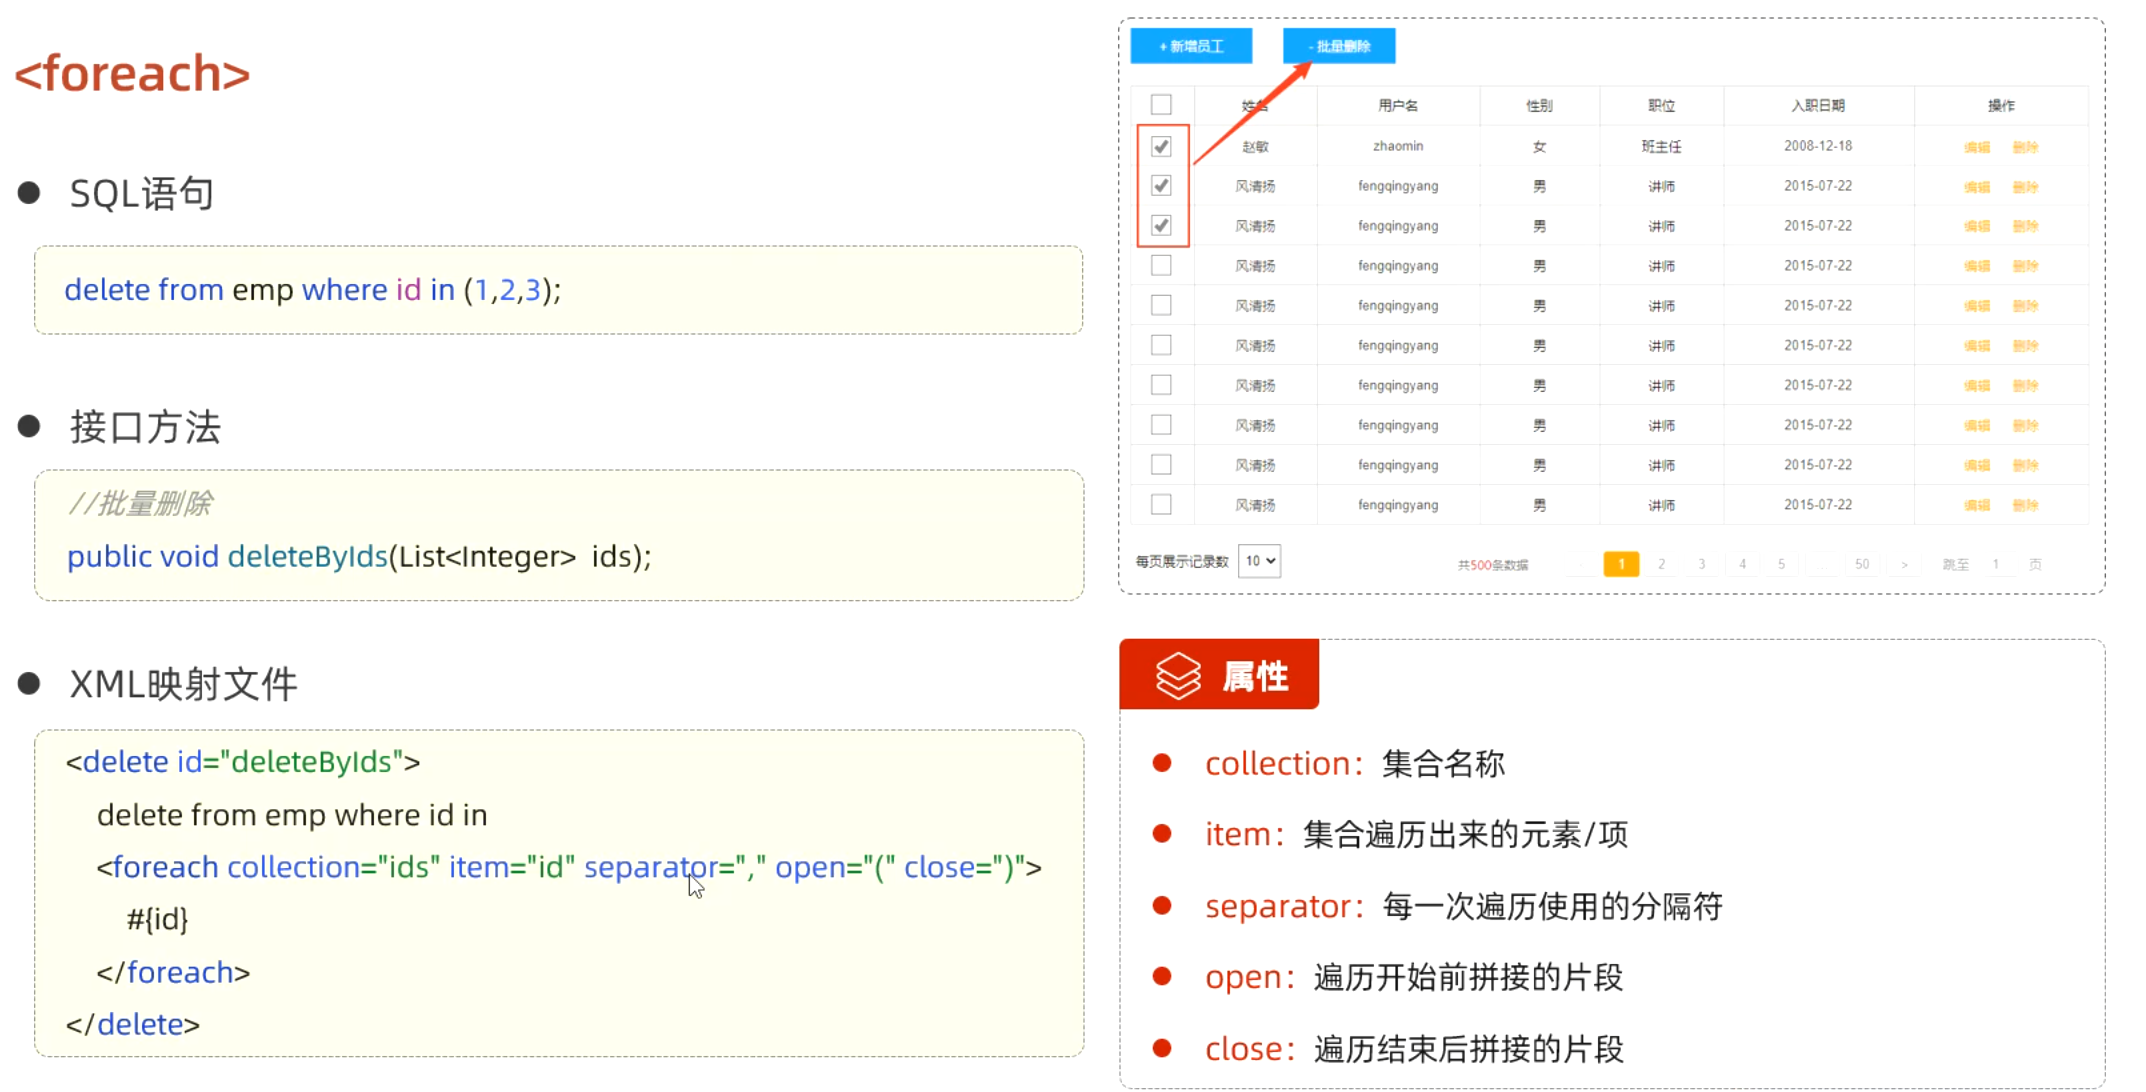 <foreach>
SQL语句
delete from emp where id in (1,2,3);
接口方法
//批量删除
public void deleteByIds(List<Integer> ids);
XML映射文件
<delete id="deleteByIds">
delete from emp where id in
<foreach collection="ids" item="id" separator="," open="(" close=")">
#{id}
</foreach>
</delete>
+ 新增员工 - 批量删除
姓名 用户名 性别 职位 入职日期 操作
赵敏 zhaomin 女 班主任 2008-12-18 编辑 删除
风清扬 fengqingyang 男 讲师 2015-07-22 编辑 删除
风清扬 fengqingyang 男 讲师 2015-07-22 编辑 删除
风清扬 fengqingyang 男 讲师 2015-07-22 编辑 删除
风清扬 fengqingyang 男 讲师 2015-07-22 编辑 删除
风清扬 fengqingyang 男 讲师 2015-07-22 编辑 删除
风清扬 fengqingyang 男 讲师 2015-07-22 编辑 删除
风清扬 fengqingyang 男 讲师 2015-07-22 编辑 删除
风清扬 fengqingyang 男 讲师 2015-07-22 编辑 删除
风清扬 fengqingyang 男 讲师 2015-07-22 编辑 删除
每页展示记录数 10 共500条数据 1 2 3 4 5 ... 50 > 跳至 1 页
属性
collection：集合名称
item：集合遍历出来的元素/项
separator：每一次遍历使用的分隔符
open：遍历开始前拼接的片段
close：遍历结束后拼接的片段